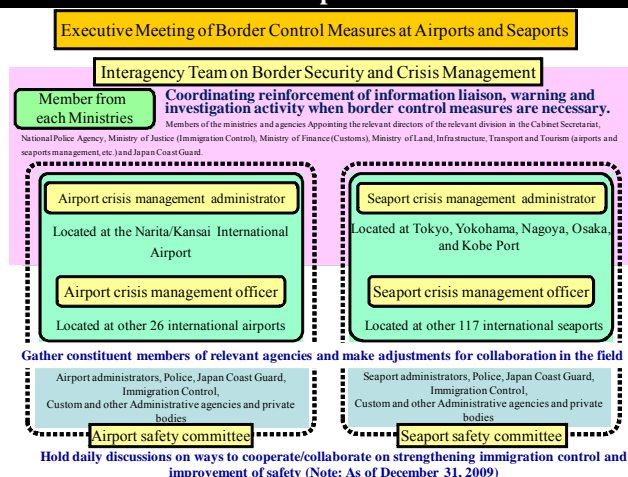 Executive Meeting of Border Control Measures at Airports and Seaports
Interagency Team on Border Security and Crisis Management
Member from
each Ministries
Coordinating reinforcement of information liaison, warning and
investigation activity when border control measures are necessary.
Members of the ministries and agencies Appointing the relevant directors of the relevant division in the Cabinet Secretariat,
National Police Agency, Ministry of Justice (Immigration Control), Ministry of Finance (Customs), Ministry of Land, Infrastructure, Transport and Tourism (airports and
seaports management, etc.) and Japan Coast Guard.
Airport crisis management administrator
Located at the Narita/Kansai International
Airport
Airport crisis management officer
Located at other 26 international airports
Seaport crisis management administrator
Located at Tokyo, Yokohama, Nagoya, Osaka,
and Kobe Port
Seaport crisis management officer
Located at other 117 international seaports
Gather constituent members of relevant agencies and make adjustments for collaboration in the field
Airport administrators, Police, Japan Coast Guard,
Immigration Control,
Custom and other Administrative agencies and private
bodies
Airport safety committee
Seaport administrators, Police, Japan Coast Guard,
Immigration Control,
Custom and other Administrative agencies and private
bodies
Seaport safety committee
Hold daily discussions on ways to cooperate/collaborate on strengthening immigration control and
improvement of safety (Note: As of December 31, 2009)